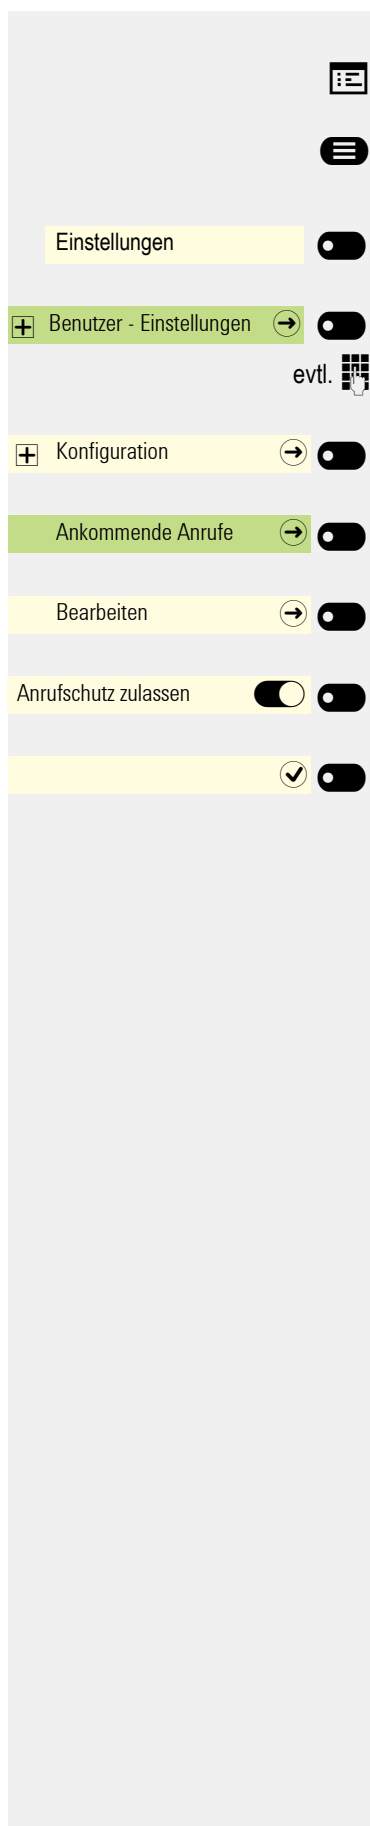 Einstellungen
Benutzer - Einstellungen
evtl.
Konfiguration
Ankommende Anrufe
Bearbeiten
Anrufschutz zulassen